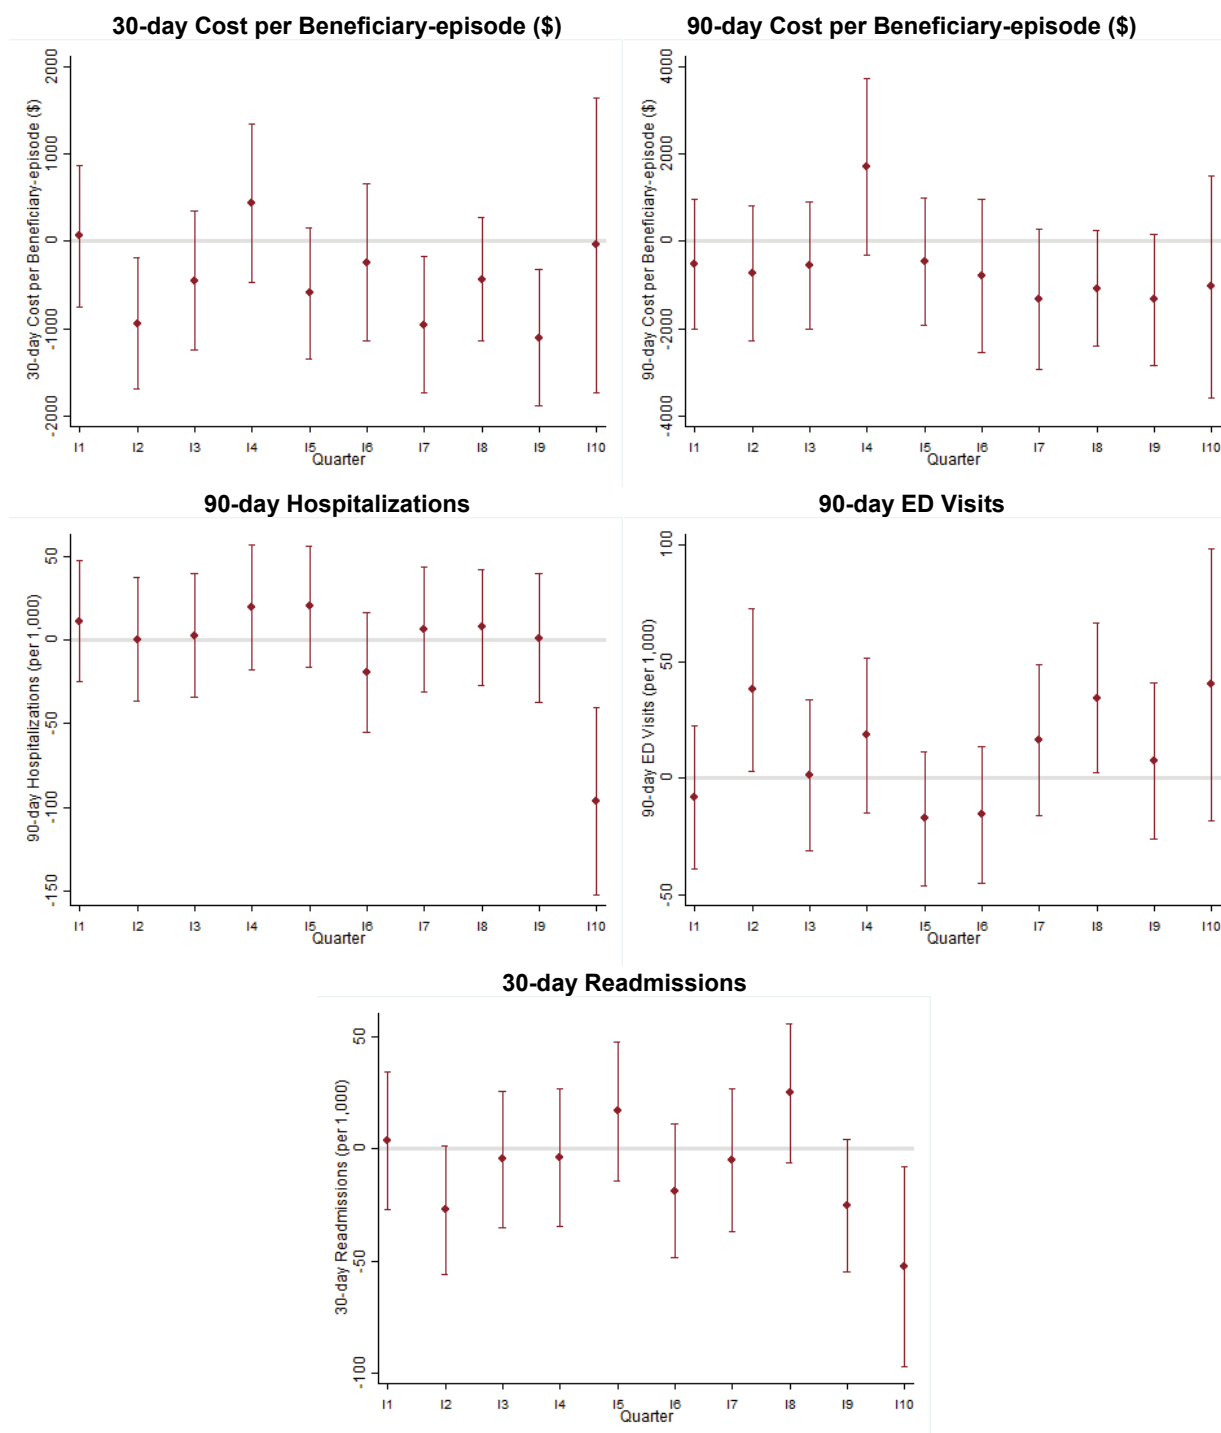 30-day Cost per Beneficiary-episode ($)
30-day Cost per Beneficiary-episode ($)
2000
1000
0
-1000
-2000
I1 I2 I3 I4 I5 I6 I7 I8 I9 I10
Quarter
90-day Cost per Beneficiary-episode ($)
90-day Cost per Beneficiary-episode ($)
4000
2000
0
-2000
-4000
I1 I2 I3 I4 I5 I6 I7 I8 I9 I10
Quarter
90-day Hospitalizations
90-day Hospitalizations (per 1,000)
50
0
-50
-100
-150
I1 I2 I3 I4 I5 I6 I7 I8 I9 I10
Quarter
90-day ED Visits
90-day ED Visits (per 1,000)
100
50
0
-50
I1 I2 I3 I4 I5 I6 I7 I8 I9 I10
Quarter
30-day Readmissions
30-day Readmissions (per 1,000)
50
0
-50
-100
I1 I2 I3 I4 I5 I6 I7 I8 I9 I10
Quarter